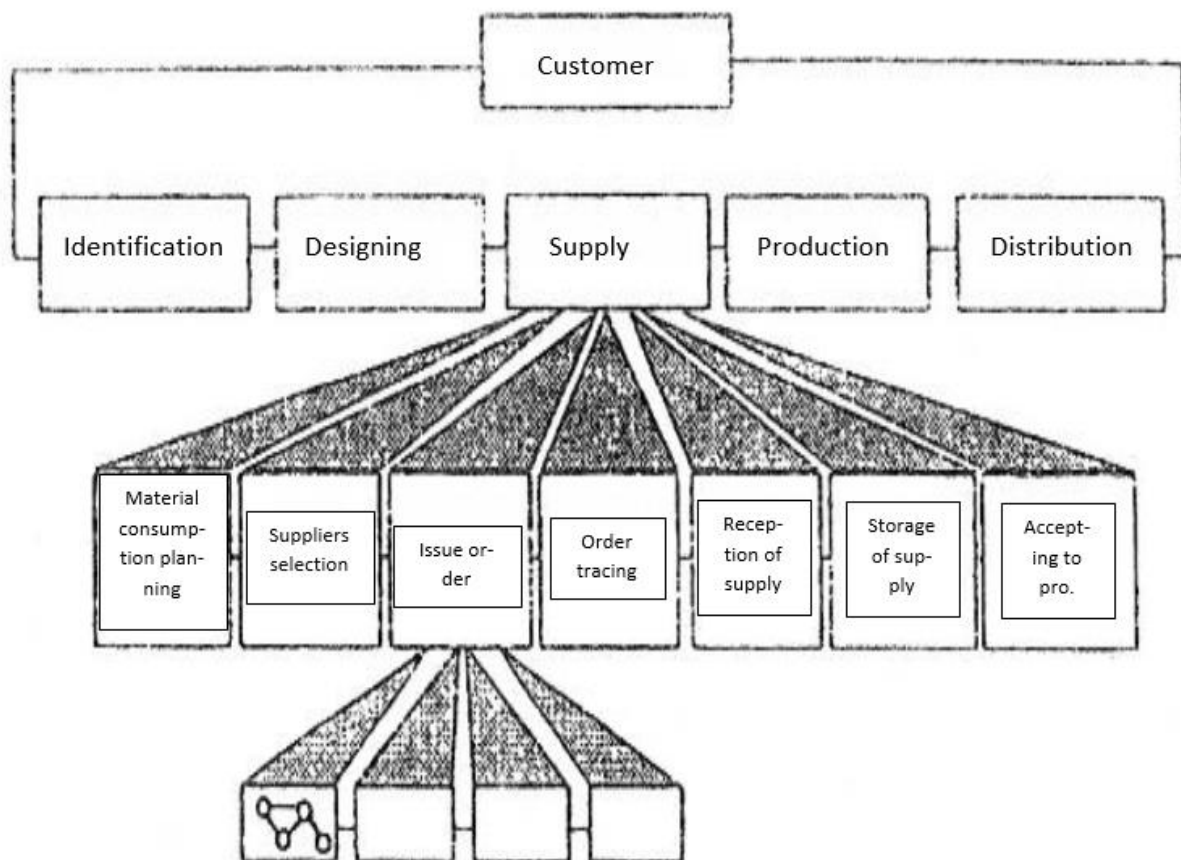 Customer
Identification
Designing
Supply
Production
Distribution
Material
consump-
tion plan-
ning
Suppliers
selection
Issue or-
der
Order
tracing
Recep-
tion of
supply
Storage
of sup-
ply
Accept-
ing to
pro.